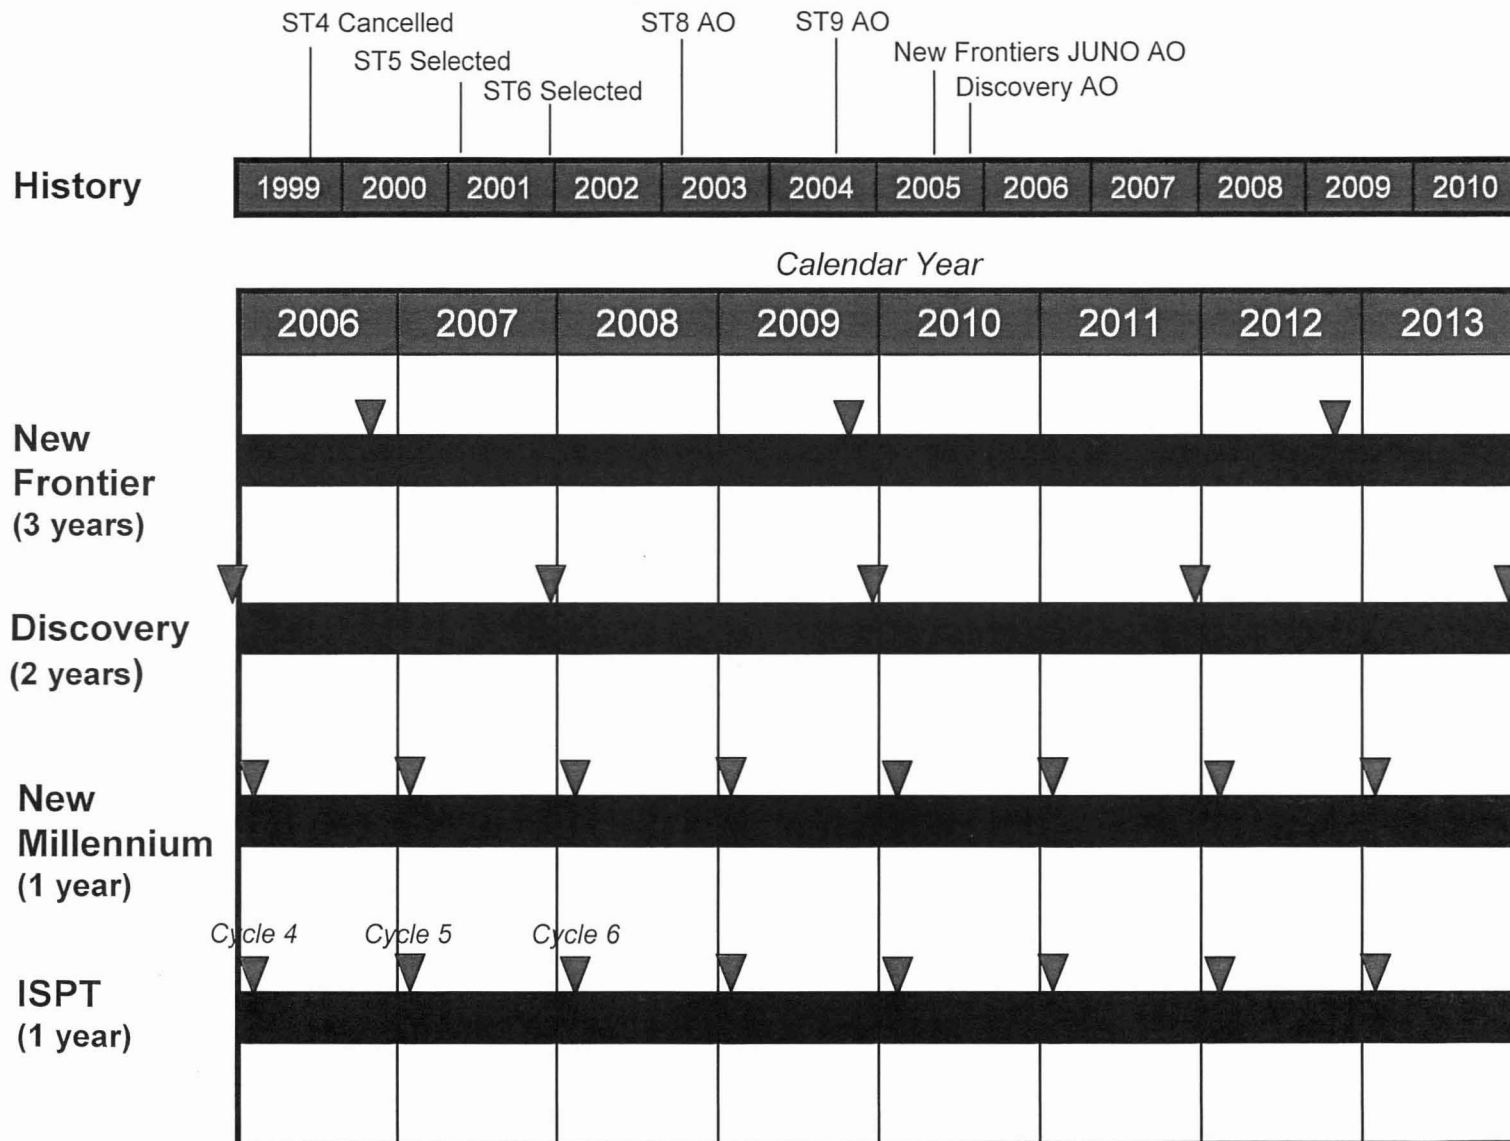 ST4 Cancelled
ST8 AO
ST9 AO
ST5 Selected
New Frontiers JUNO AO
ST6 Selected
Discovery AO
History
1999 2000 2001 2002 2003 2004 2005 2006 2007 2008 2009 2010
Calendar Year
2006 2007 2008 2009 2010 2011 2012 2013
New
Frontier
(3 years)
Discovery
(2 years)
New
Millennium
(1 year)
Cycle 4 Cycle 5 Cycle 6
ISPT
(1 year)